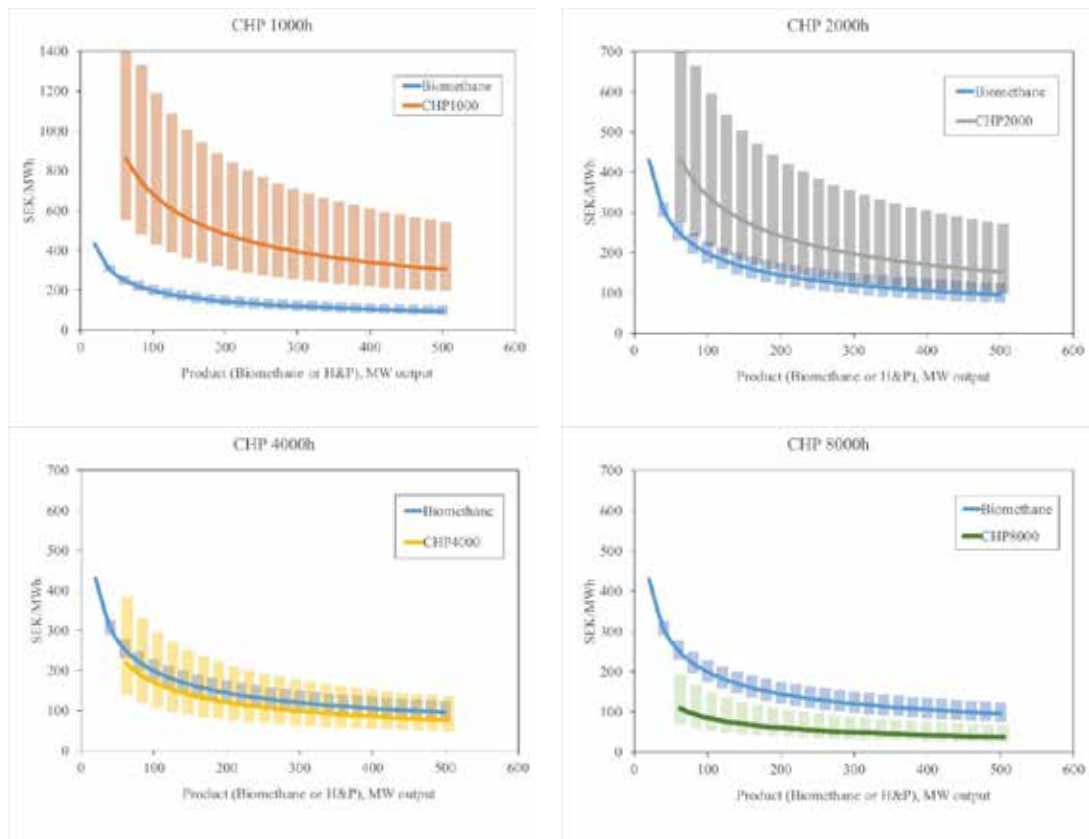 CHP 1000h
1400
1200
1000
800
600
400
200
0
SEK/MWh
Biomethane
CHP1000
0 100 200 300 400 500 600
Product (Biomethane or H&P), MW output
CHP 2000h
700
600
500
400
300
200
100
0
SEK/MWh
Biomethane
CHP2000
0 100 200 300 400 500 600
Product (Biomethane or H&P), MW output
CHP 4000h
700
600
500
400
300
200
100
0
SEK/MWh
Biomethane
CHP4000
0 100 200 300 400 500 600
Product (Biomethane or H&P), MW output
CHP 8000h
700
600
500
400
300
200
100
0
SEK/MWh
Biomethane
CHP8000
0 100 200 300 400 500 600
Product (Biomethane or H&P), MW output